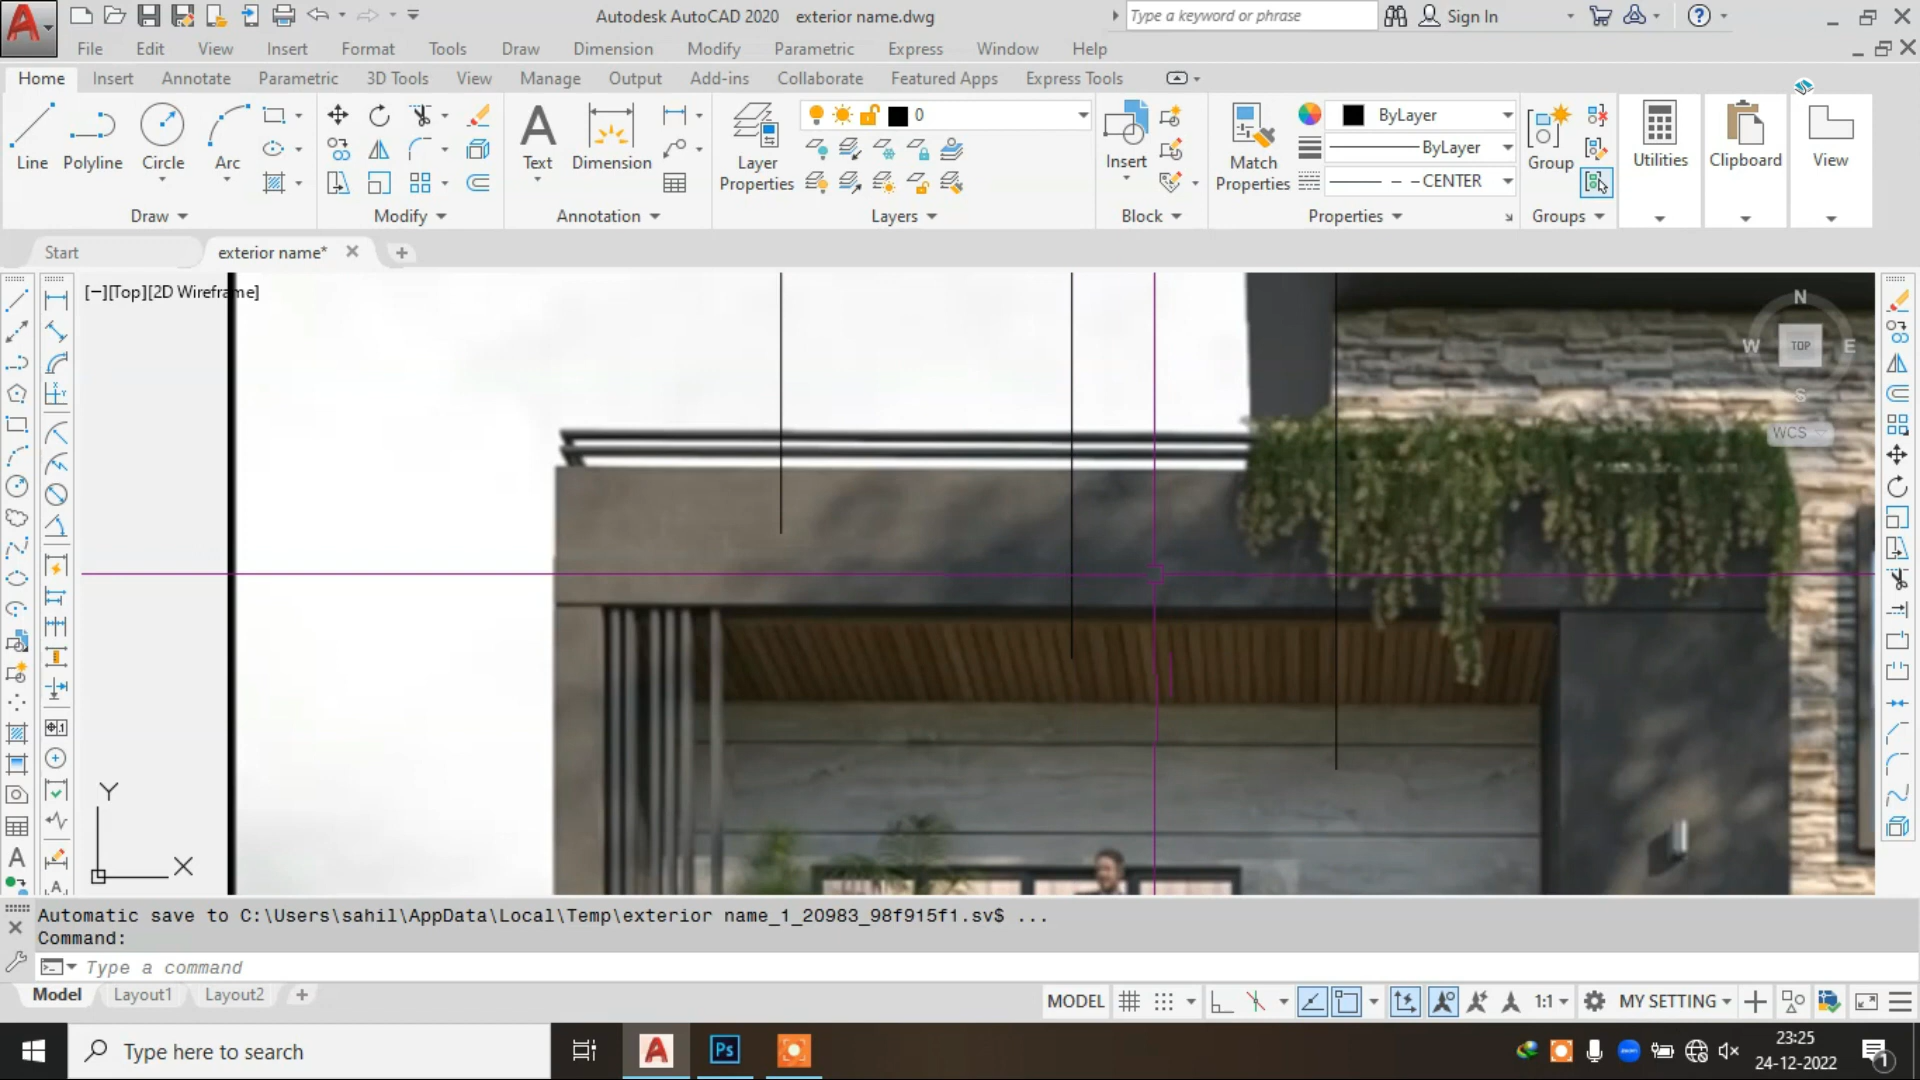 Autodesk AutoCAD 2020 exterior name.dwg
Type a keyword or phrase
Sign In
File Edit View Insert Format Tools Draw Dimension Modify Parametric Express Window Help
Home Insert Annotate Parametric 3D Tools View Manage Output Add-ins Collaborate Featured Apps Express Tools
0
ByLayer
ByLayer
CENTER
Line Polyline Circle Arc
Text Dimension
Layer Properties
Insert
Match Properties
Group
Utilities Clipboard View
Draw Modify Annotation Layers Block Properties Groups
Start exterior name*
[−][Top][2D Wireframe]
N
W TOP E
S
WCS
Y
X
Automatic save to C:\Users\sahil\AppData\Local\Temp\exterior name_1_20983_98f915f1.sv$ ...
Command:
Type a command
Model Layout1 Layout2
MODEL 1:1 MY SETTING
Type here to search
A
Ps
23:25
24-12-2022
1